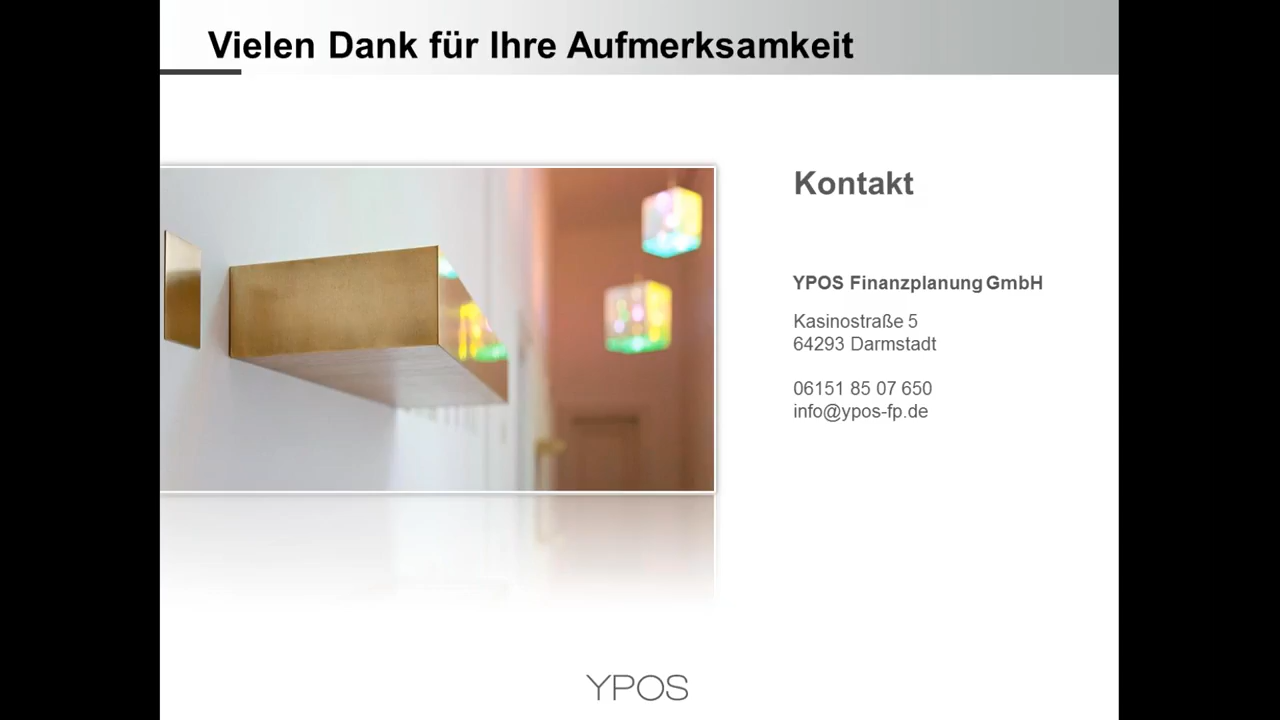 Vielen Dank für Ihre Aufmerksamkeit
Kontakt
YPOS Finanzplanung GmbH
Kasinostraße 5
64293 Darmstadt
06151 85 07 650
info@ypos-fp.de
YPOS